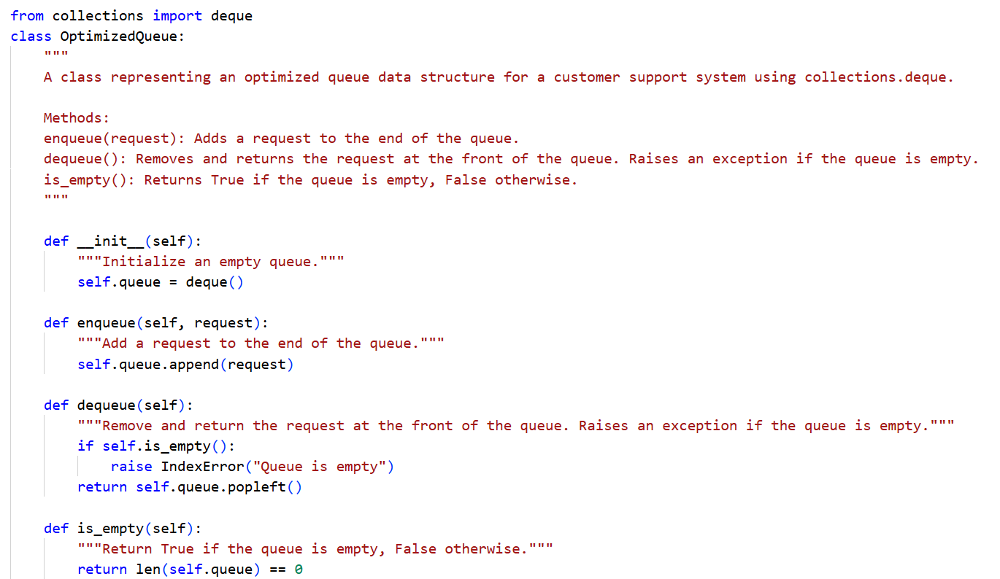 from collections import deque
class OptimizedQueue:
    """
    A class representing an optimized queue data structure for a customer support system using collections.deque.

    Methods:
    enqueue(request): Adds a request to the end of the queue.
    dequeue(): Removes and returns the request at the front of the queue. Raises an exception if the queue is empty.
    is_empty(): Returns True if the queue is empty, False otherwise.
    """

    def __init__(self):
        """Initialize an empty queue."""
        self.queue = deque()

    def enqueue(self, request):
        """Add a request to the end of the queue."""
        self.queue.append(request)

    def dequeue(self):
        """Remove and return the request at the front of the queue. Raises an exception if the queue is empty."""
        if self.is_empty():
            raise IndexError("Queue is empty")
        return self.queue.popleft()

    def is_empty(self):
        """Return True if the queue is empty, False otherwise."""
        return len(self.queue) == 0